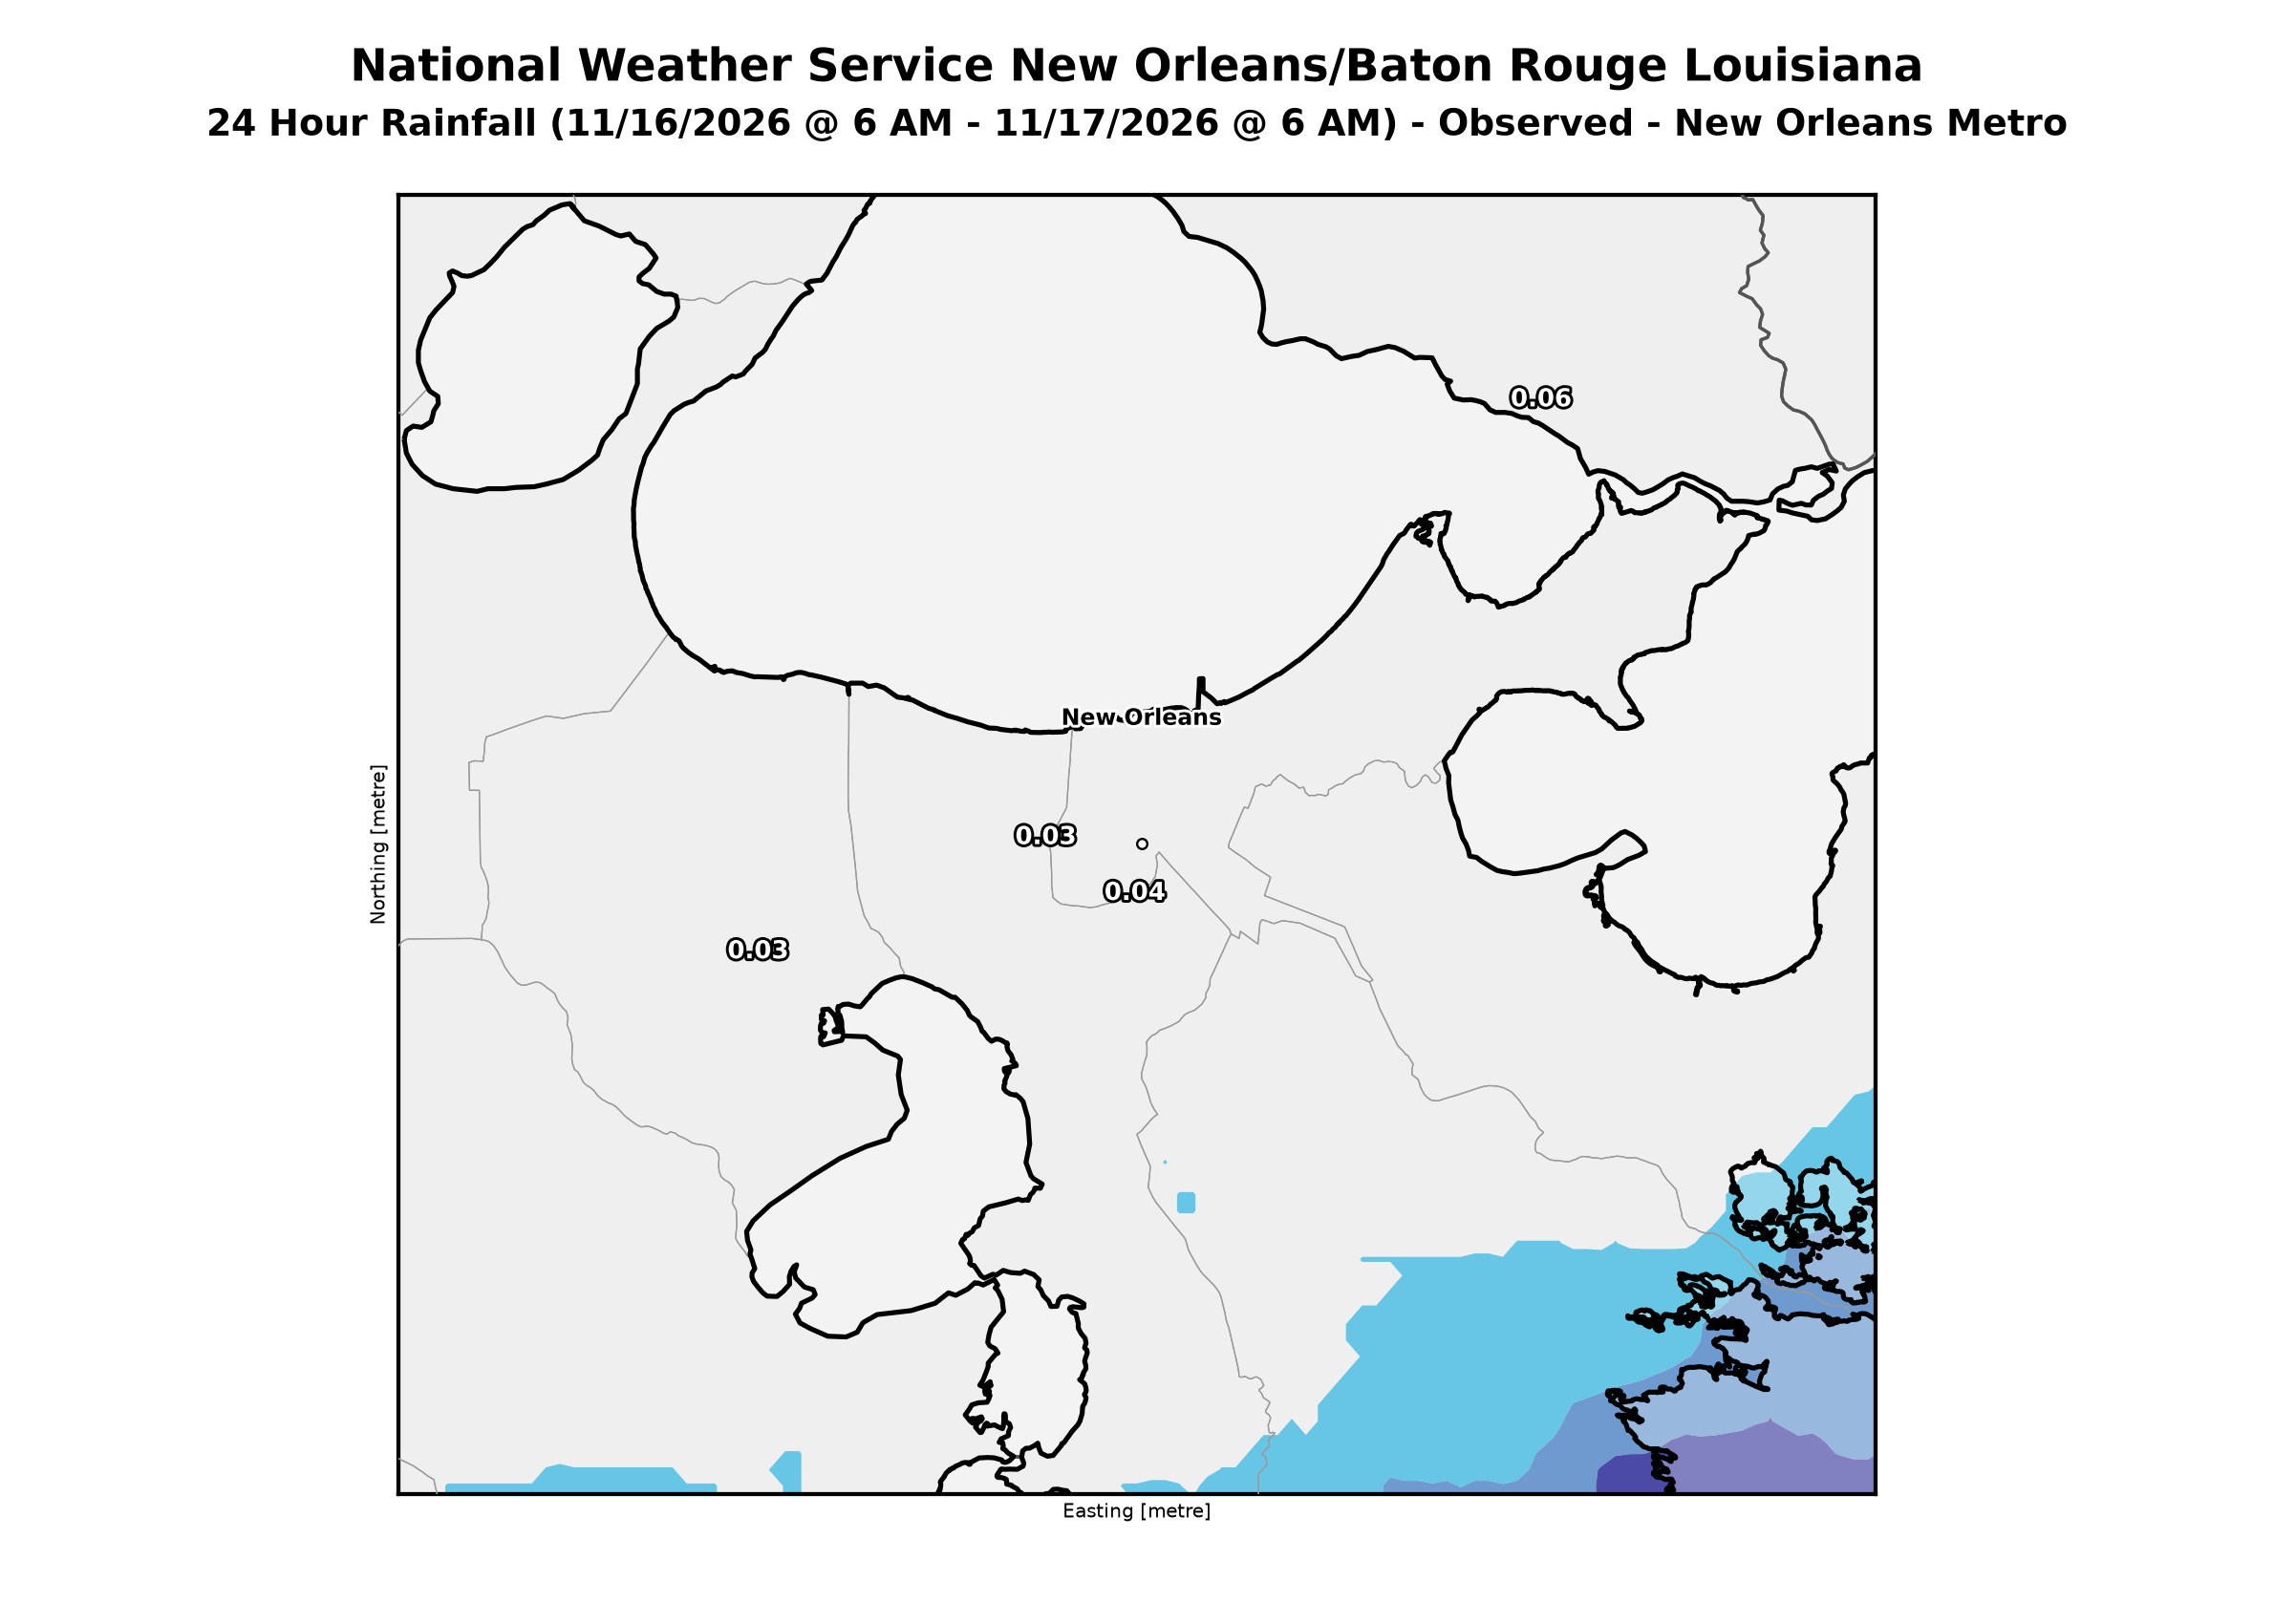 National Weather Service New Orleans/Baton Rouge Louisiana
24 Hour Rainfall (11/16/2026 @ 6 AM - 11/17/2026 @ 6 AM) - Observed - New Orleans Metro
0.06
New Orleans
0.03
0.04
0.03
Northing [metre]
Easting [metre]